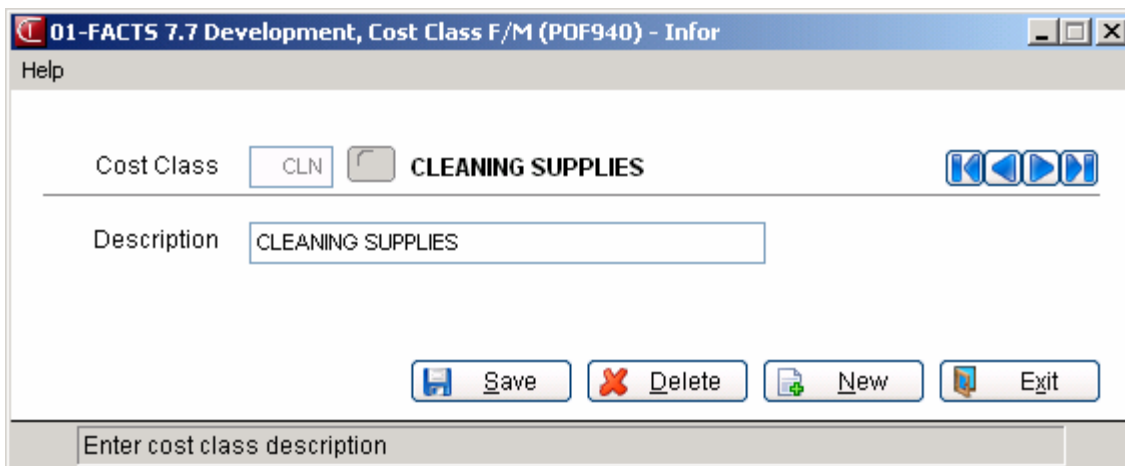 01-FACTS 7.7 Development, Cost Class F/M (POF940) - Infor
Help
Cost Class CLN CLEANING SUPPLIES
Description CLEANING SUPPLIES
Save Delete New Exit
Enter cost class description